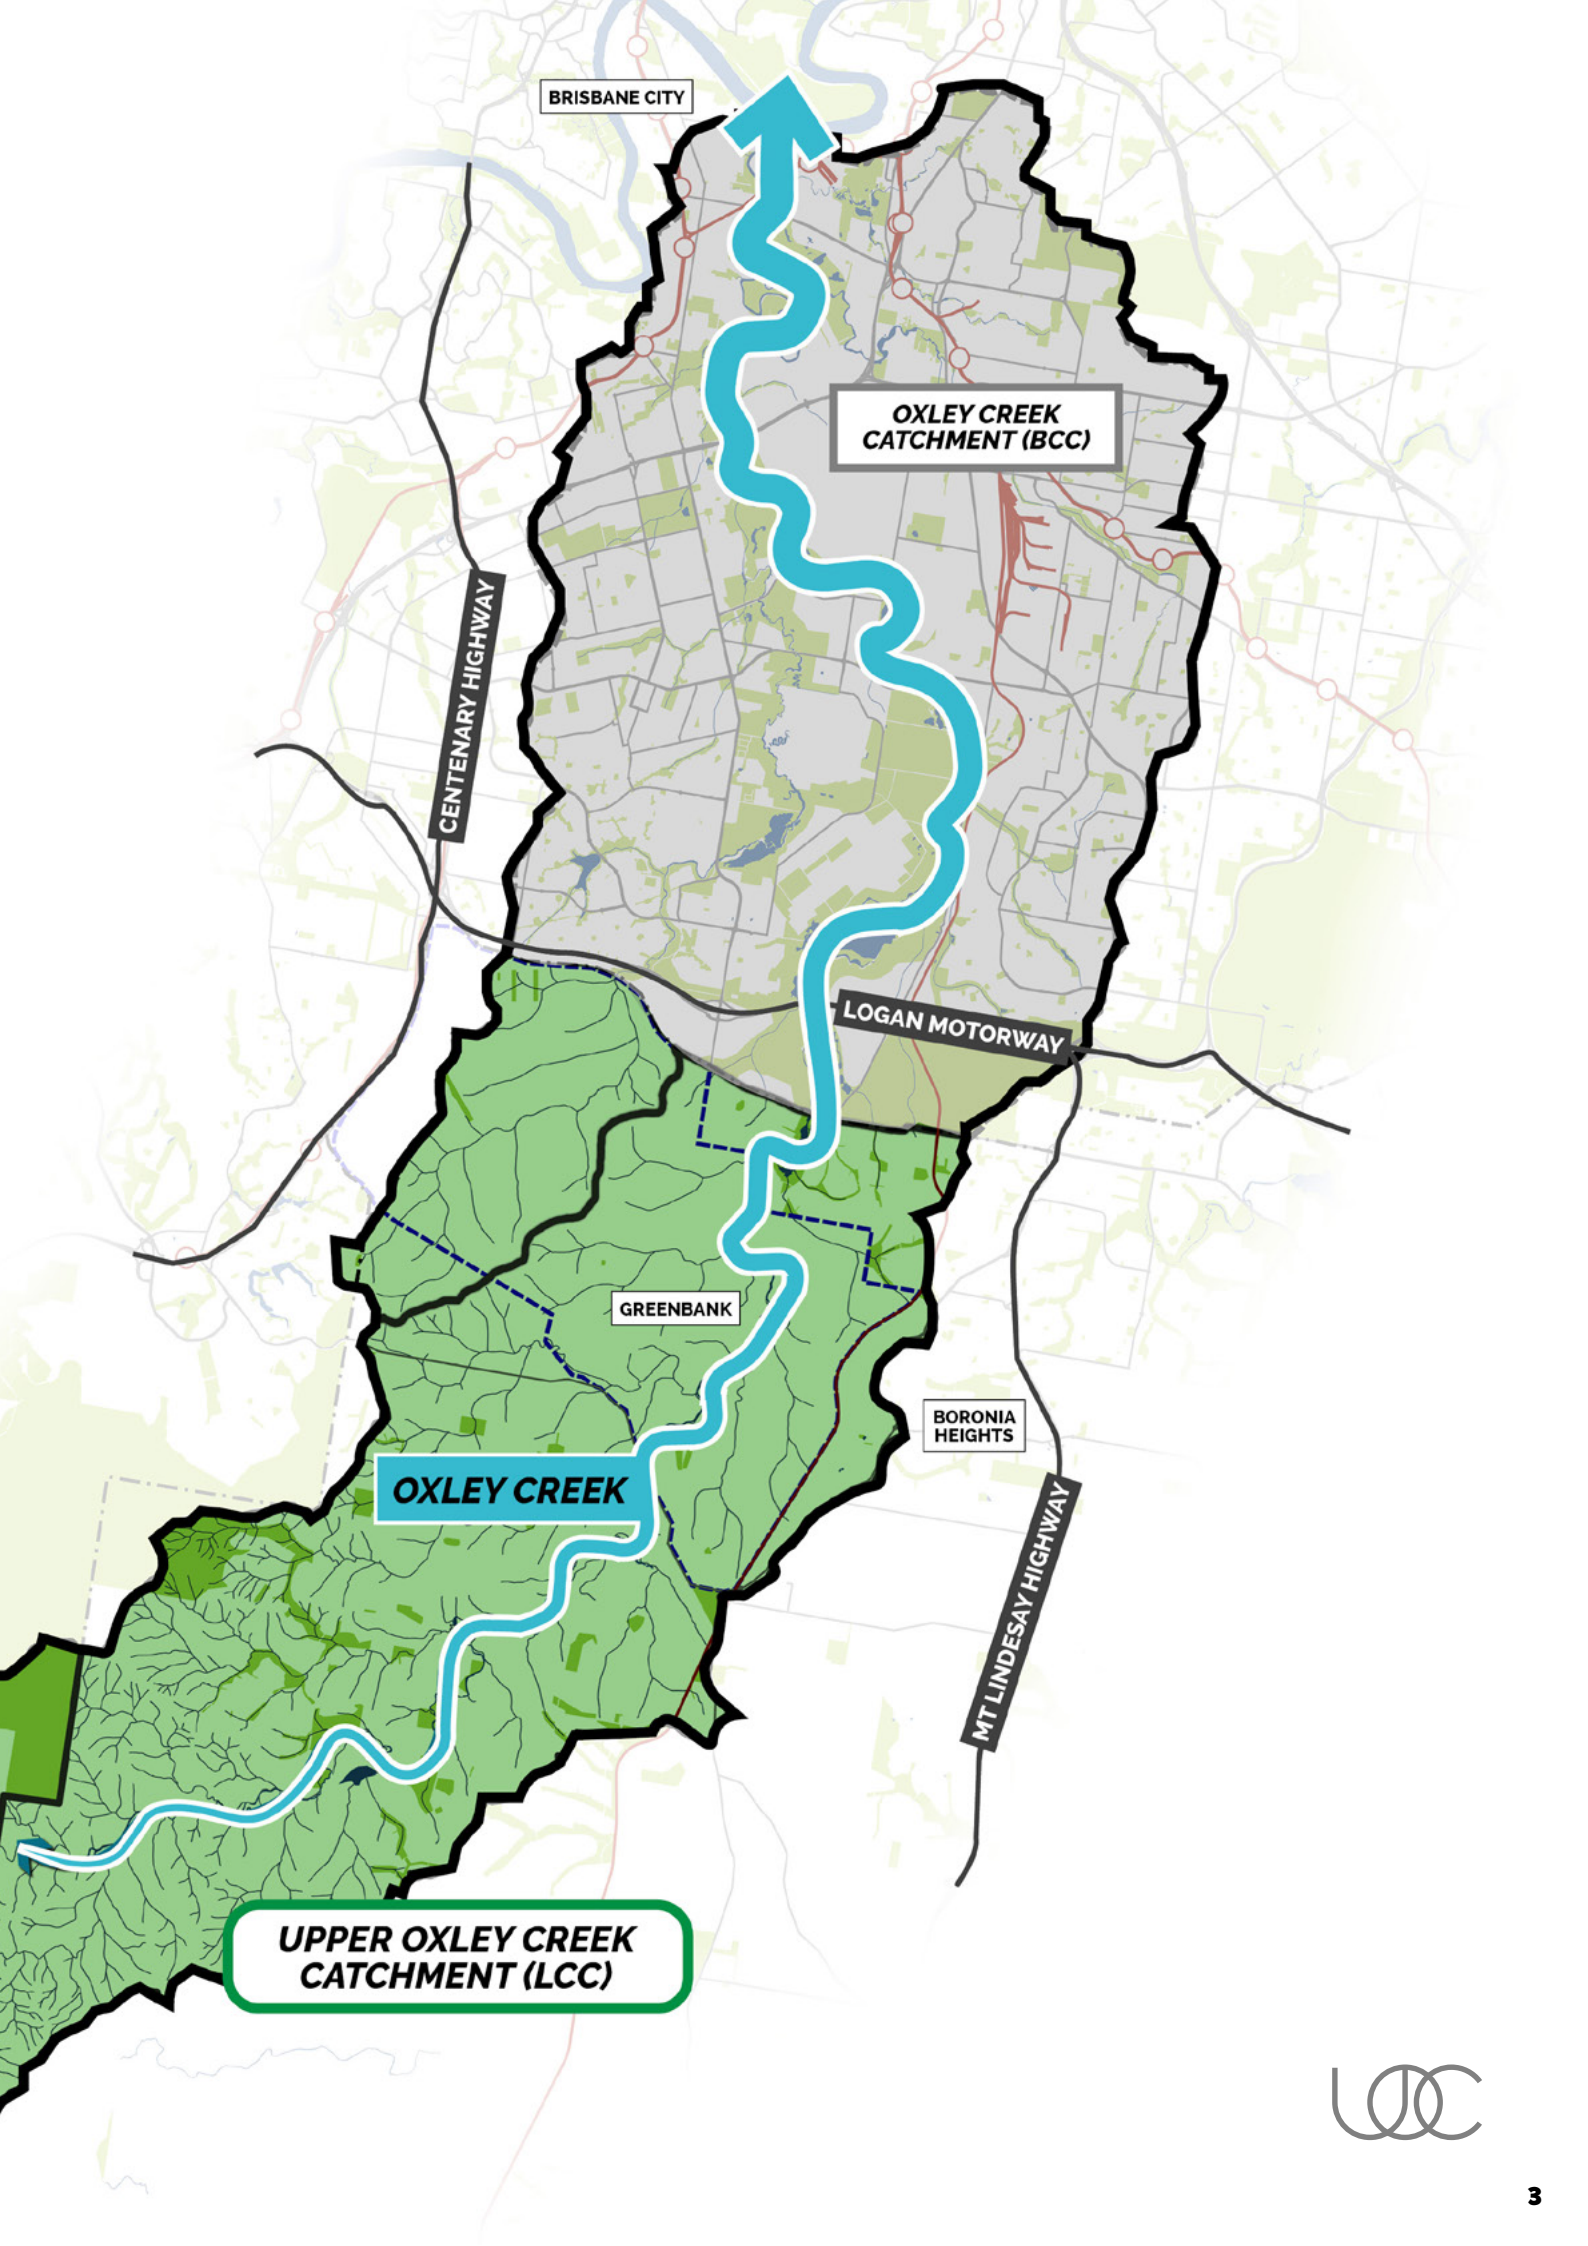 BRISBANE CITY
OXLEY CREEK
CATCHMENT (BCC)
CENTENARY HIGHWAY
LOGAN MOTORWAY
GREENBANK
BORONIA
HEIGHTS
OXLEY CREEK
MT LINDESAY HIGHWAY
UPPER OXLEY CREEK
CATCHMENT (LCC)
UOC
3